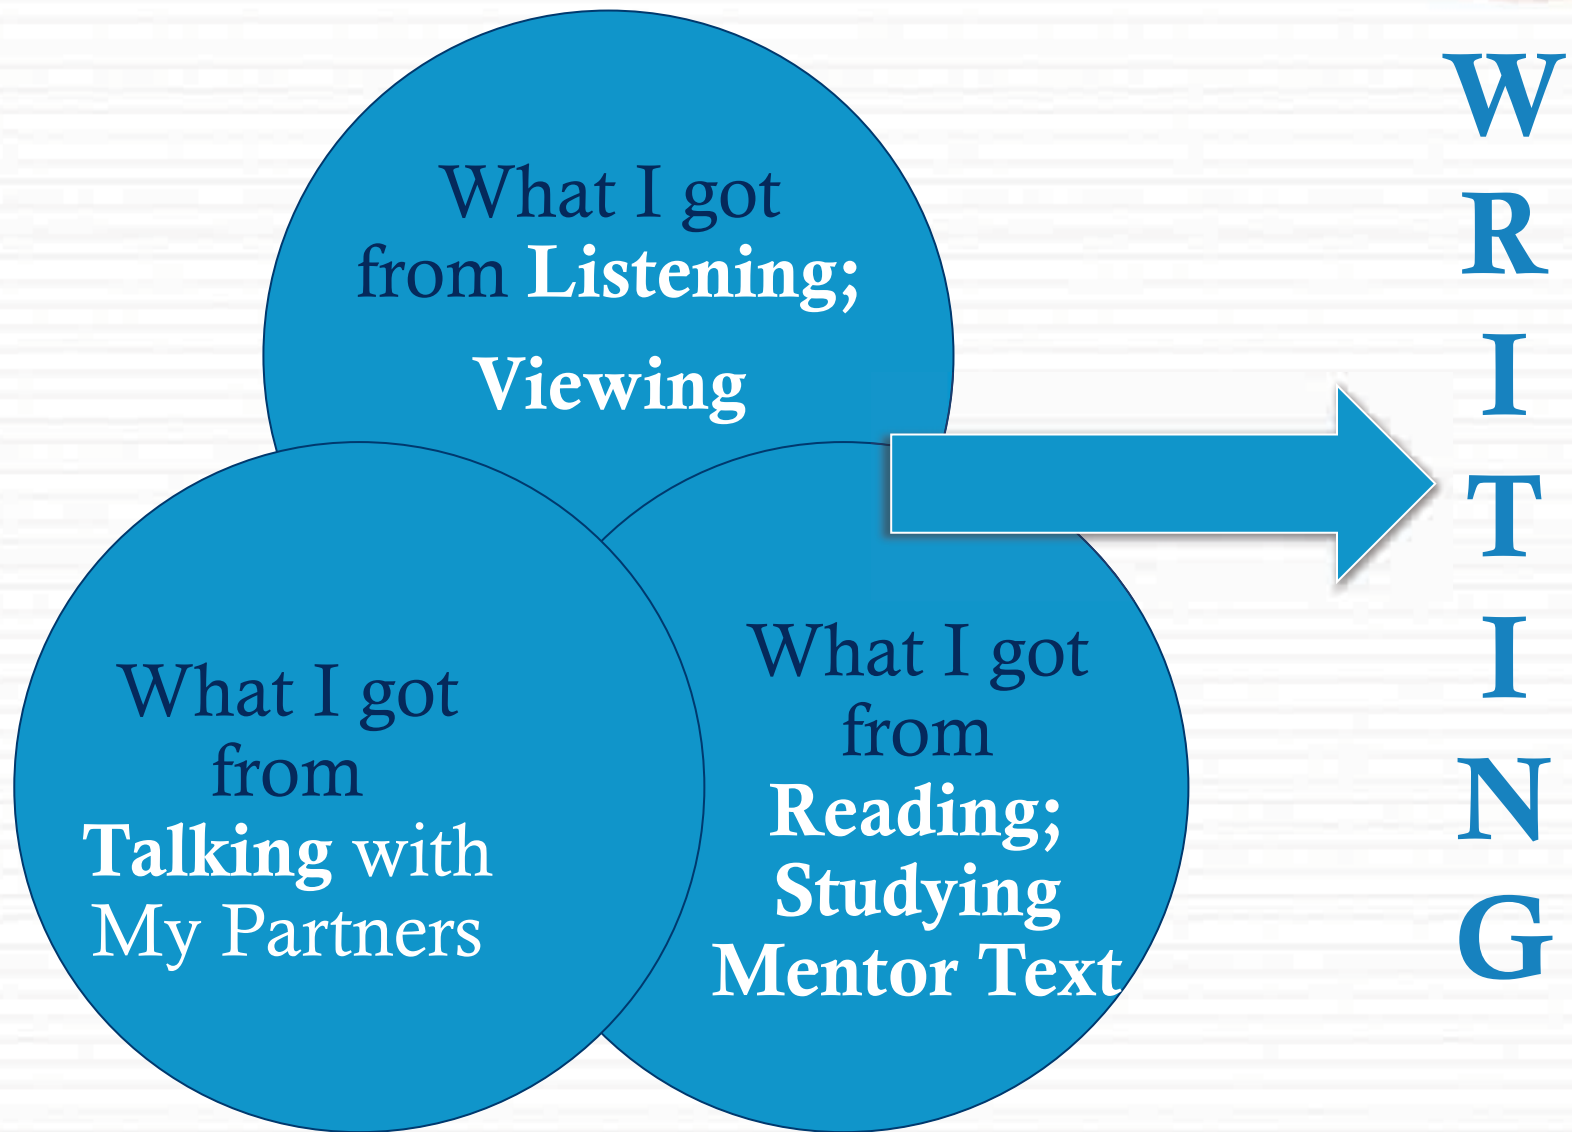 What I got
from Listening;
Viewing
What I got
from
Talking with
My Partners
What I got
from
Reading;
Studying
Mentor Text
W
R
I
T
I
N
G